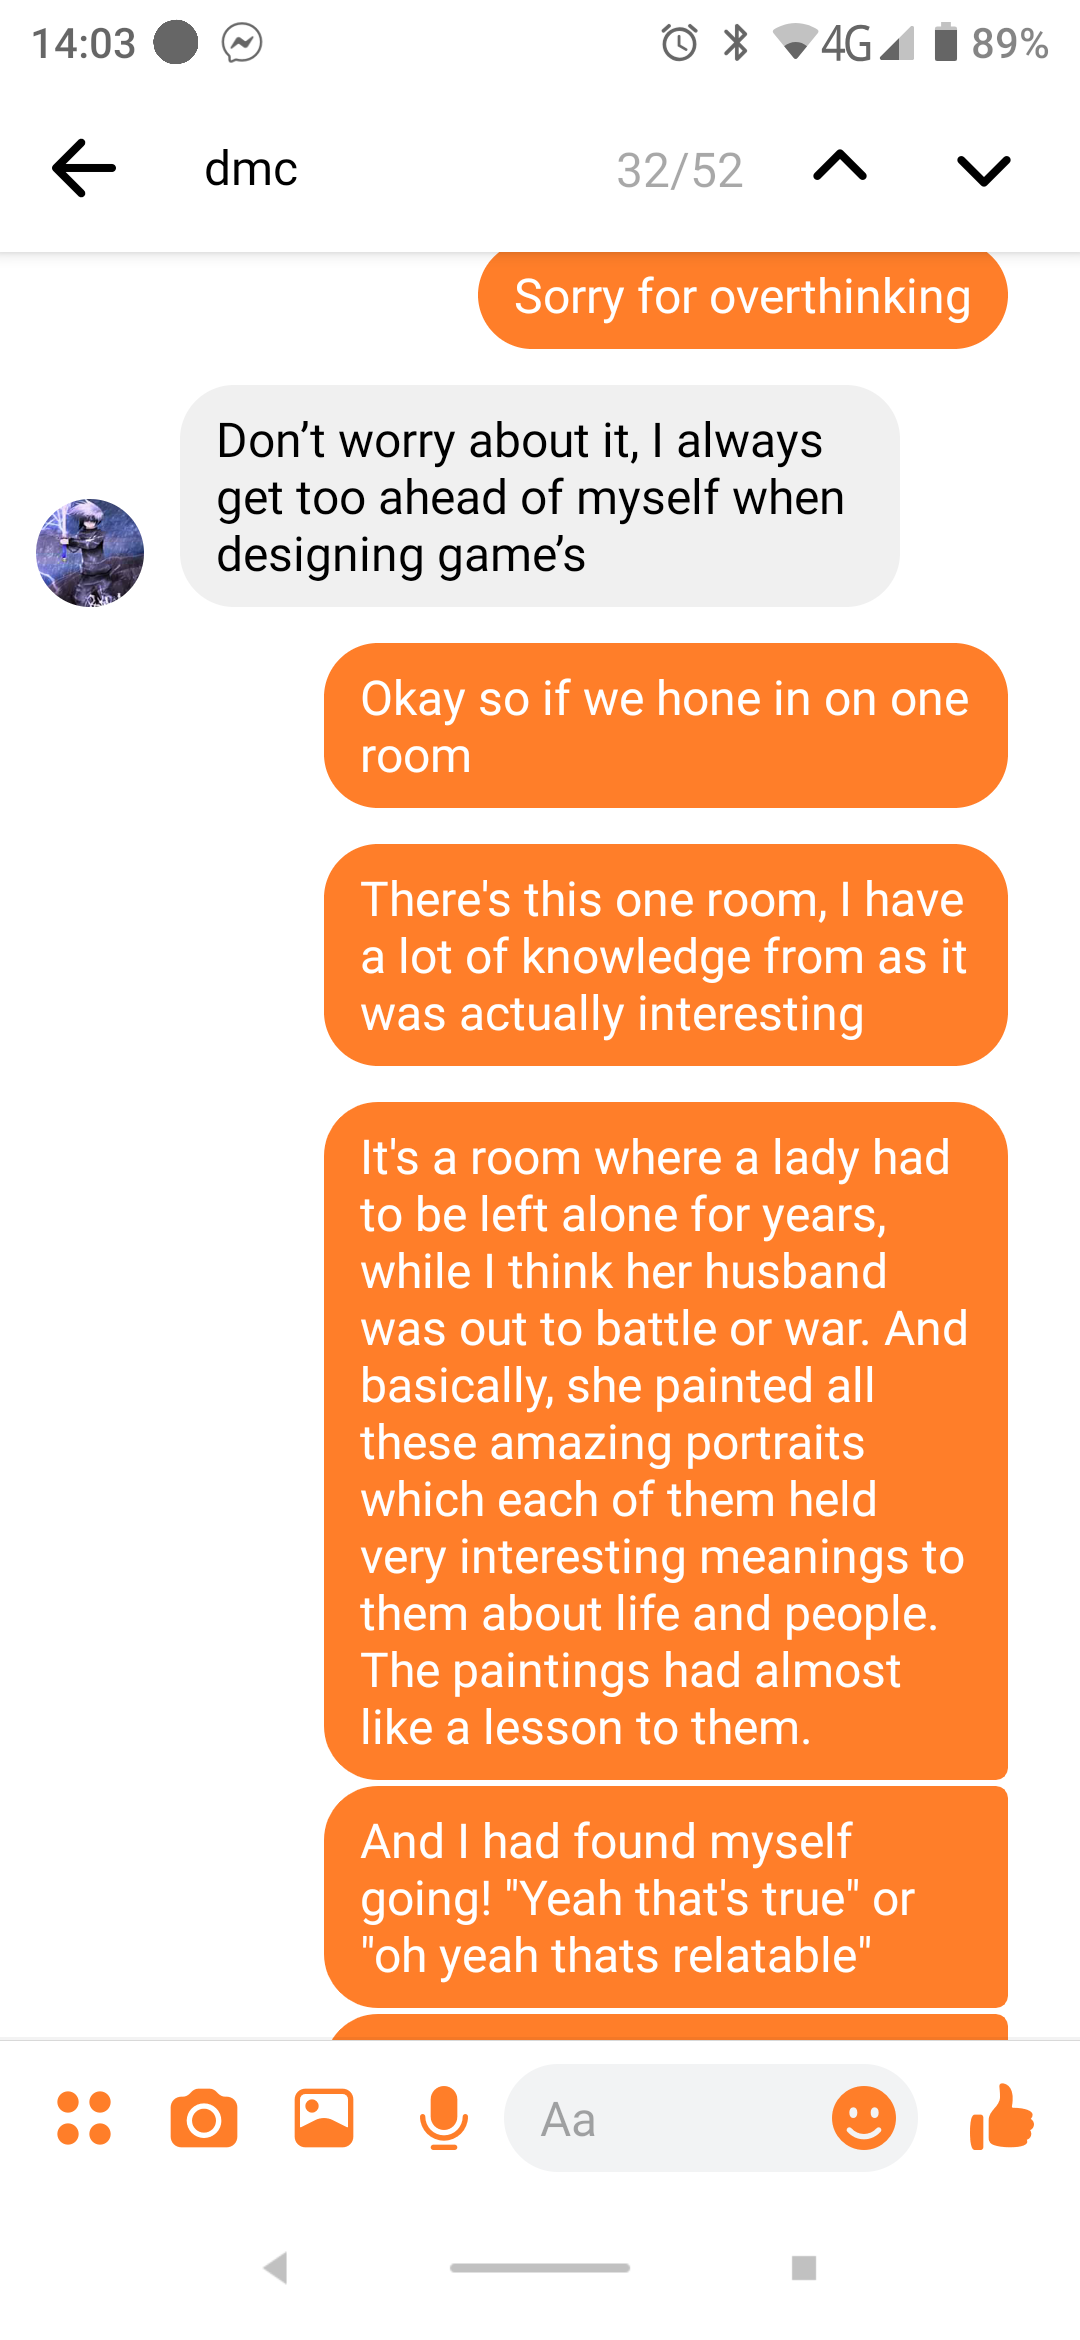 14:03 4G 89%
dmc 32/52
Sorry for overthinking
Don’t worry about it, I always
get too ahead of myself when
designing game’s
Okay so if we hone in on one
room
There's this one room, I have
a lot of knowledge from as it
was actually interesting
It's a room where a lady had
to be left alone for years,
while I think her husband
was out to battle or war. And
basically, she painted all
these amazing portraits
which each of them held
very interesting meanings to
them about life and people.
The paintings had almost
like a lesson to them.
And I had found myself
going! "Yeah that's true" or
"oh yeah thats relatable"
Aa